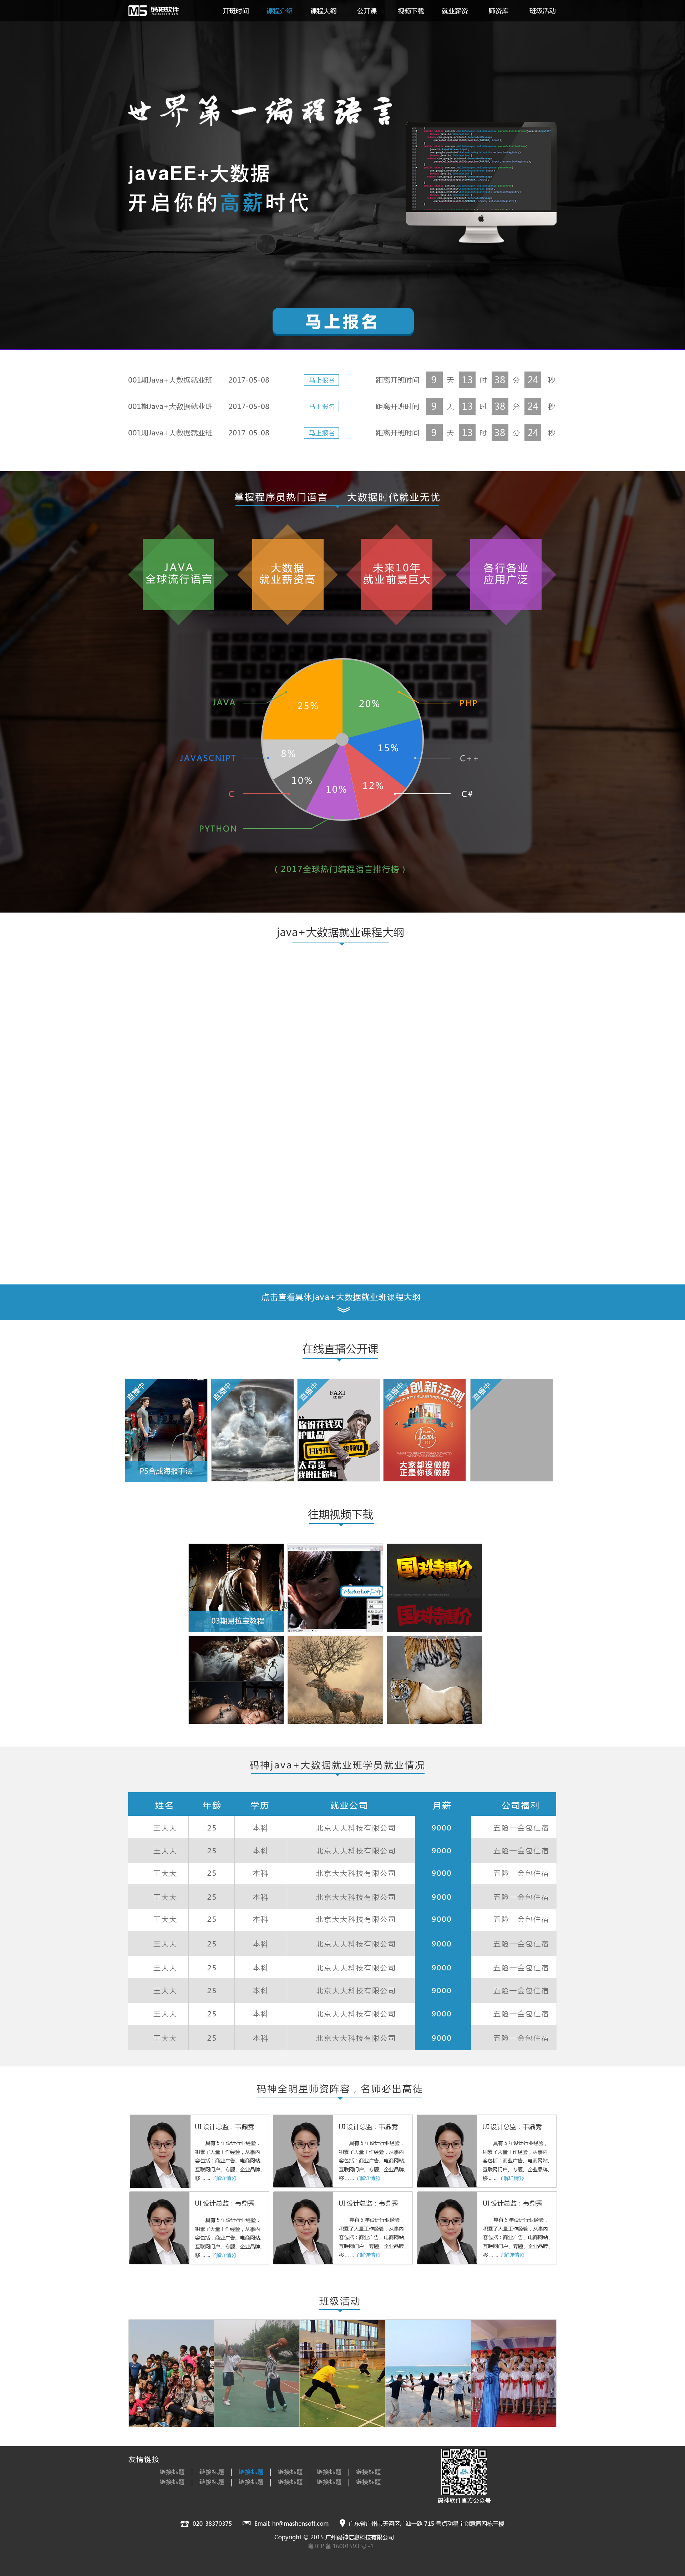 M5 码神软件
开班时间 课程介绍 课程大纲 公开课 视频下载 就业薪资 师资库 班级活动
世界第一编程语言
javaEE+大数据
开启你的高薪时代
马上报名
001期Java+大数据就业班 2017-05-08 马上报名 距离开班时间 9 天 13 时 38 分 24 秒
001期Java+大数据就业班 2017-05-08 马上报名 距离开班时间 9 天 13 时 38 分 24 秒
001期Java+大数据就业班 2017-05-08 马上报名 距离开班时间 9 天 13 时 38 分 24 秒
掌握程序员热门语言 大数据时代就业无忧
JAVA
全球流行语言
大数据
就业薪资高
未来10年
就业前景巨大
各行各业
应用广泛
JAVA 25% 20% PHP
JAVASCNIPT 8% 15% C++
C 10% 10% 12% C#
PYTHON
（2017全球热门编程语言排行榜）
java+大数据就业课程大纲
点击查看具体java+大数据就业班课程大纲
在线直播公开课
直播中 直播中 直播中 直播中 直播中
PS合成海报手法
FAXI
创新法则
大家都没做的
正是你该做的
往期视频下载
03期易拉宝教程
国庆特惠价
码神java+大数据就业班学员就业情况
姓名 年龄 学历 就业公司 月薪 公司福利
王大大 25 本科 北京大大科技有限公司 9000 五险一金包住宿
王大大 25 本科 北京大大科技有限公司 9000 五险一金包住宿
王大大 25 本科 北京大大科技有限公司 9000 五险一金包住宿
王大大 25 本科 北京大大科技有限公司 9000 五险一金包住宿
王大大 25 本科 北京大大科技有限公司 9000 五险一金包住宿
王大大 25 本科 北京大大科技有限公司 9000 五险一金包住宿
王大大 25 本科 北京大大科技有限公司 9000 五险一金包住宿
王大大 25 本科 北京大大科技有限公司 9000 五险一金包住宿
王大大 25 本科 北京大大科技有限公司 9000 五险一金包住宿
王大大 25 本科 北京大大科技有限公司 9000 五险一金包住宿
码神全明星师资阵容，名师必出高徒
UI 设计总监：韦燕秀
具有 5 年设计行业经验，
积累了大量工作经验，从事内
容包括：商业广告、电商网站、
互联网门户、专题、企业品牌、
移 ... ... 了解详情》》
UI 设计总监：韦燕秀
具有 5 年设计行业经验，
积累了大量工作经验，从事内
容包括：商业广告、电商网站、
互联网门户、专题、企业品牌、
移 ... ... 了解详情》》
UI 设计总监：韦燕秀
具有 5 年设计行业经验，
积累了大量工作经验，从事内
容包括：商业广告、电商网站、
互联网门户、专题、企业品牌、
移 ... ... 了解详情》》
UI 设计总监：韦燕秀
具有 5 年设计行业经验，
积累了大量工作经验，从事内
容包括：商业广告、电商网站、
互联网门户、专题、企业品牌、
移 ... ... 了解详情》》
UI 设计总监：韦燕秀
具有 5 年设计行业经验，
积累了大量工作经验，从事内
容包括：商业广告、电商网站、
互联网门户、专题、企业品牌、
移 ... ... 了解详情》》
UI 设计总监：韦燕秀
具有 5 年设计行业经验，
积累了大量工作经验，从事内
容包括：商业广告、电商网站、
互联网门户、专题、企业品牌、
移 ... ... 了解详情》》
班级活动
友情链接
链接标题 | 链接标题 | 链接标题 | 链接标题 | 链接标题 | 链接标题
链接标题 | 链接标题 | 链接标题 | 链接标题 | 链接标题 | 链接标题
码神软件官方公众号
020-38370375 Email: hr@mashensoft.com 广东省广州市天河区广汕一路 715 号点动星宇创意园四栋三楼
Copyright © 2015 广州码神信息科技有限公司
粤 ICP 备 16001593 号 -1